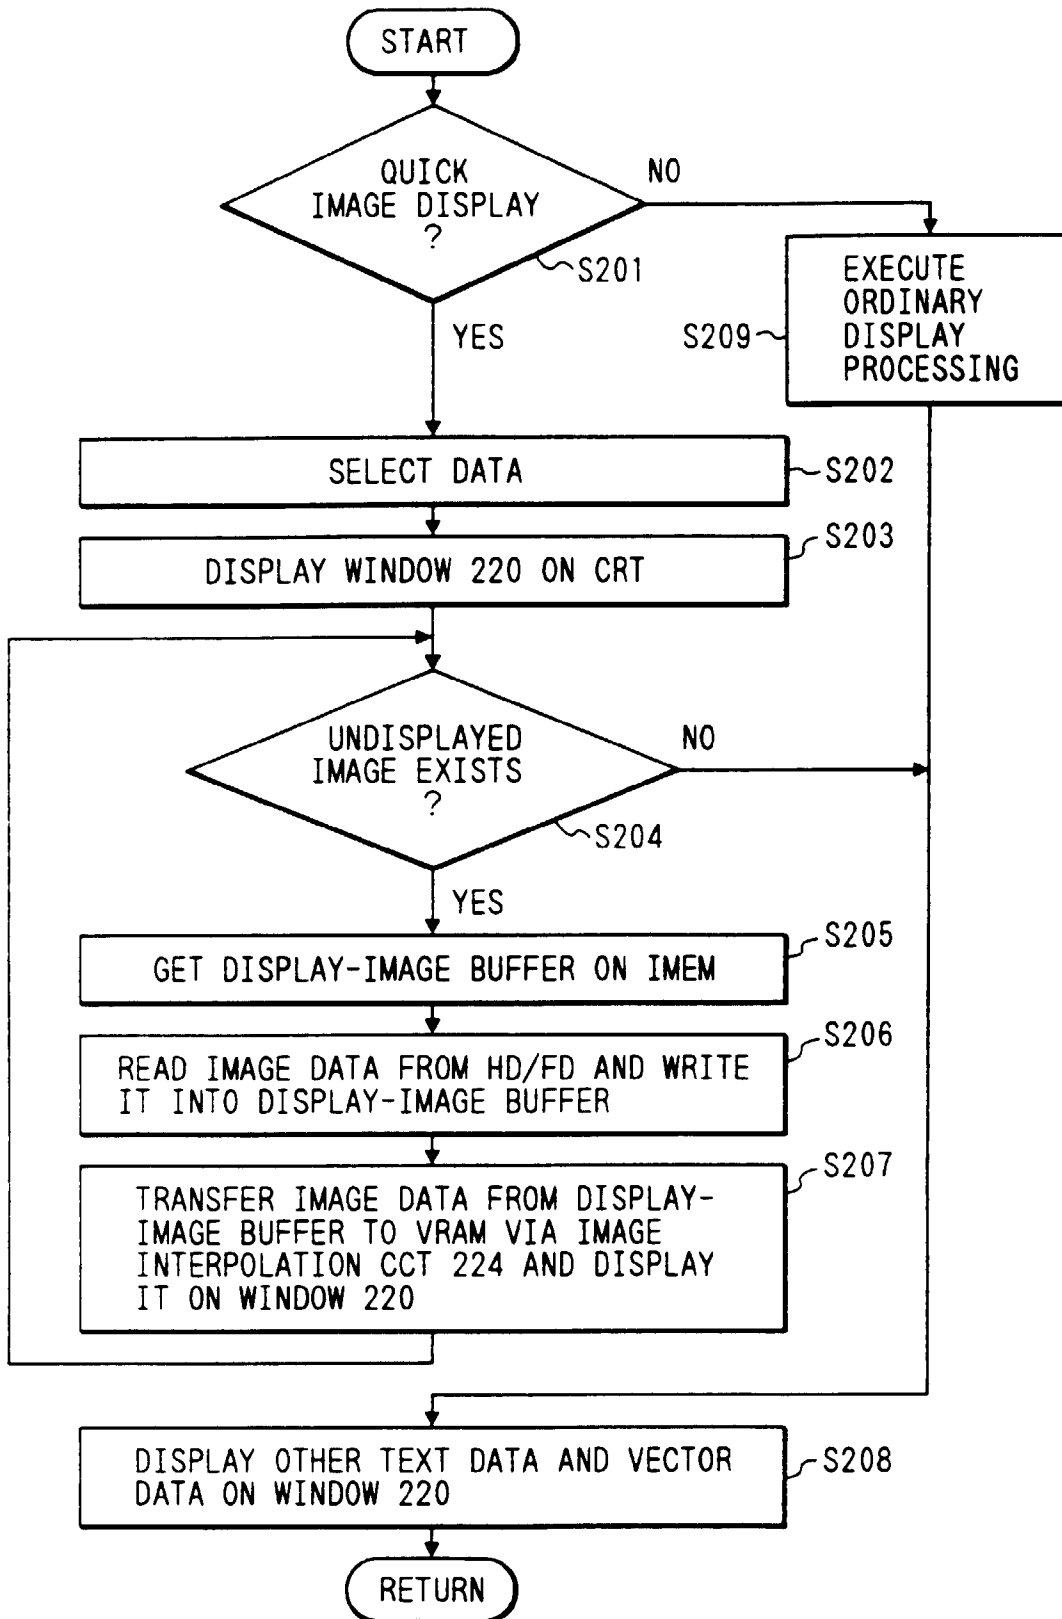 START
QUICK
IMAGE DISPLAY
?
NO
S201
YES
EXECUTE
ORDINARY
DISPLAY
PROCESSING
S209
SELECT DATA
S202
DISPLAY WINDOW 220 ON CRT
S203
UNDISPLAYED
IMAGE EXISTS
?
NO
S204
YES
GET DISPLAY-IMAGE BUFFER ON IMEM
S205
READ IMAGE DATA FROM HD/FD AND WRITE
IT INTO DISPLAY-IMAGE BUFFER
S206
TRANSFER IMAGE DATA FROM DISPLAY-
IMAGE BUFFER TO VRAM VIA IMAGE
INTERPOLATION CCT 224 AND DISPLAY
IT ON WINDOW 220
S207
DISPLAY OTHER TEXT DATA AND VECTOR
DATA ON WINDOW 220
S208
RETURN